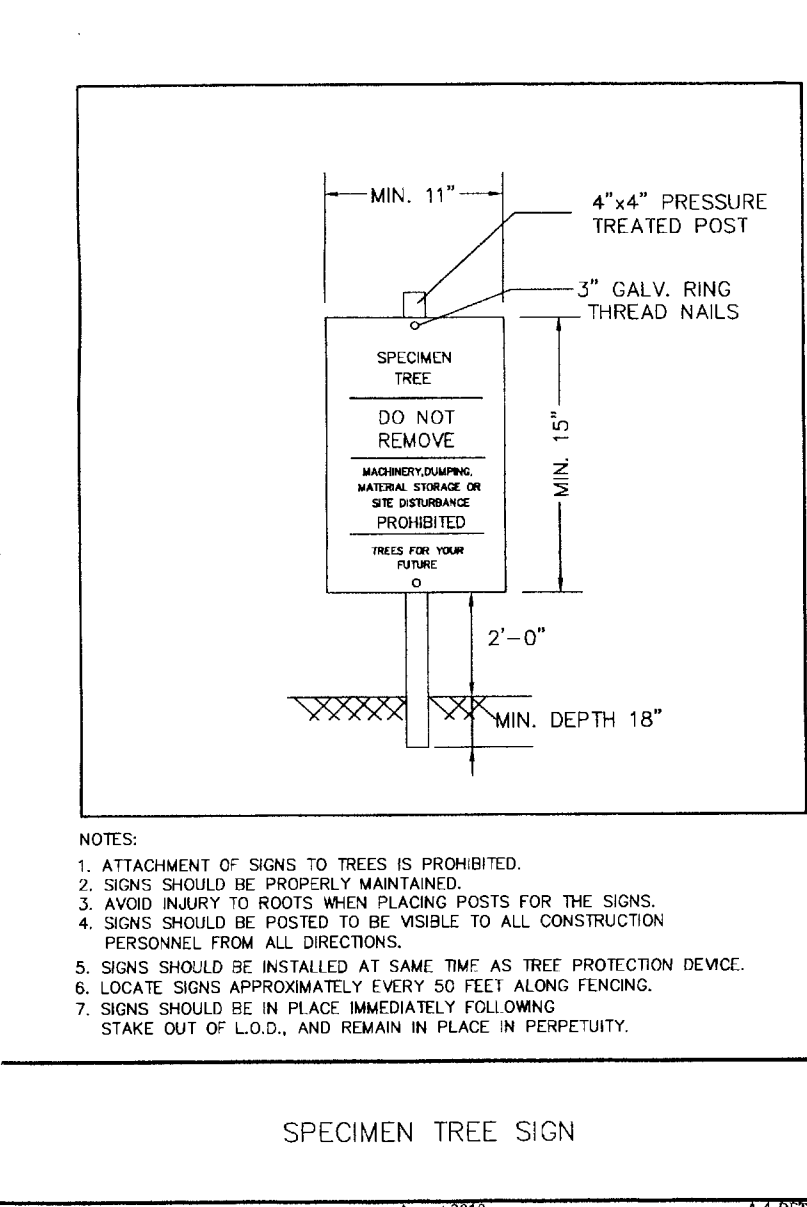 MIN. 11"
4"x4" PRESSURE
TREATED POST
3" GALV. RING
THREAD NAILS
SPECIMEN
TREE
DO NOT
REMOVE
MACHINERY,DUMPING,
MATERIAL STORAGE OR
SITE DISTURBANCE
PROHIBITED
TREES FOR YOUR
FUTURE
MIN. 15"
2'-0"
MIN. DEPTH 18"
NOTES:
1. ATTACHMENT OF SIGNS TO TREES IS PROHIBITED.
2. SIGNS SHOULD BE PROPERLY MAINTAINED.
3. AVOID INJURY TO ROOTS WHEN PLACING POSTS FOR THE SIGNS.
4. SIGNS SHOULD BE POSTED TO BE VISIBLE TO ALL CONSTRUCTION
PERSONNEL FROM ALL DIRECTIONS.
5. SIGNS SHOULD BE INSTALLED AT SAME TIME AS TREE PROTECTION DEVICE.
6. LOCATE SIGNS APPROXIMATELY EVERY 50 FEET ALONG FENCING.
7. SIGNS SHOULD BE IN PLACE IMMEDIATELY FOLLOWING
STAKE OUT OF L.O.D., AND REMAIN IN PLACE IN PERPETUITY.
SPECIMEN TREE SIGN